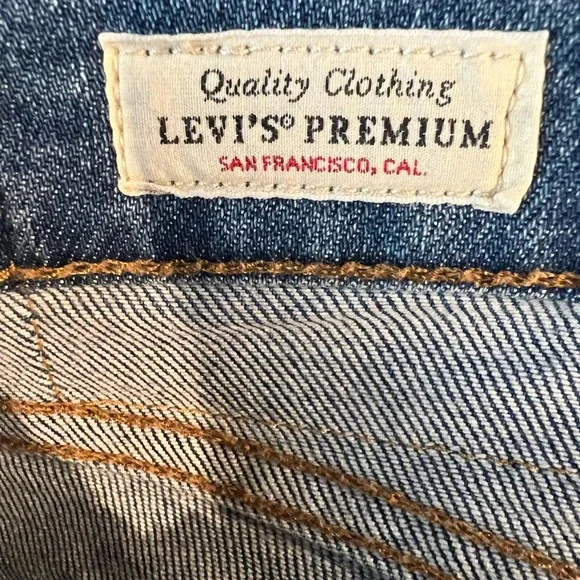 Quality Clothing
LEVI'S® PREMIUM
SAN FRANCISCO, CAL.